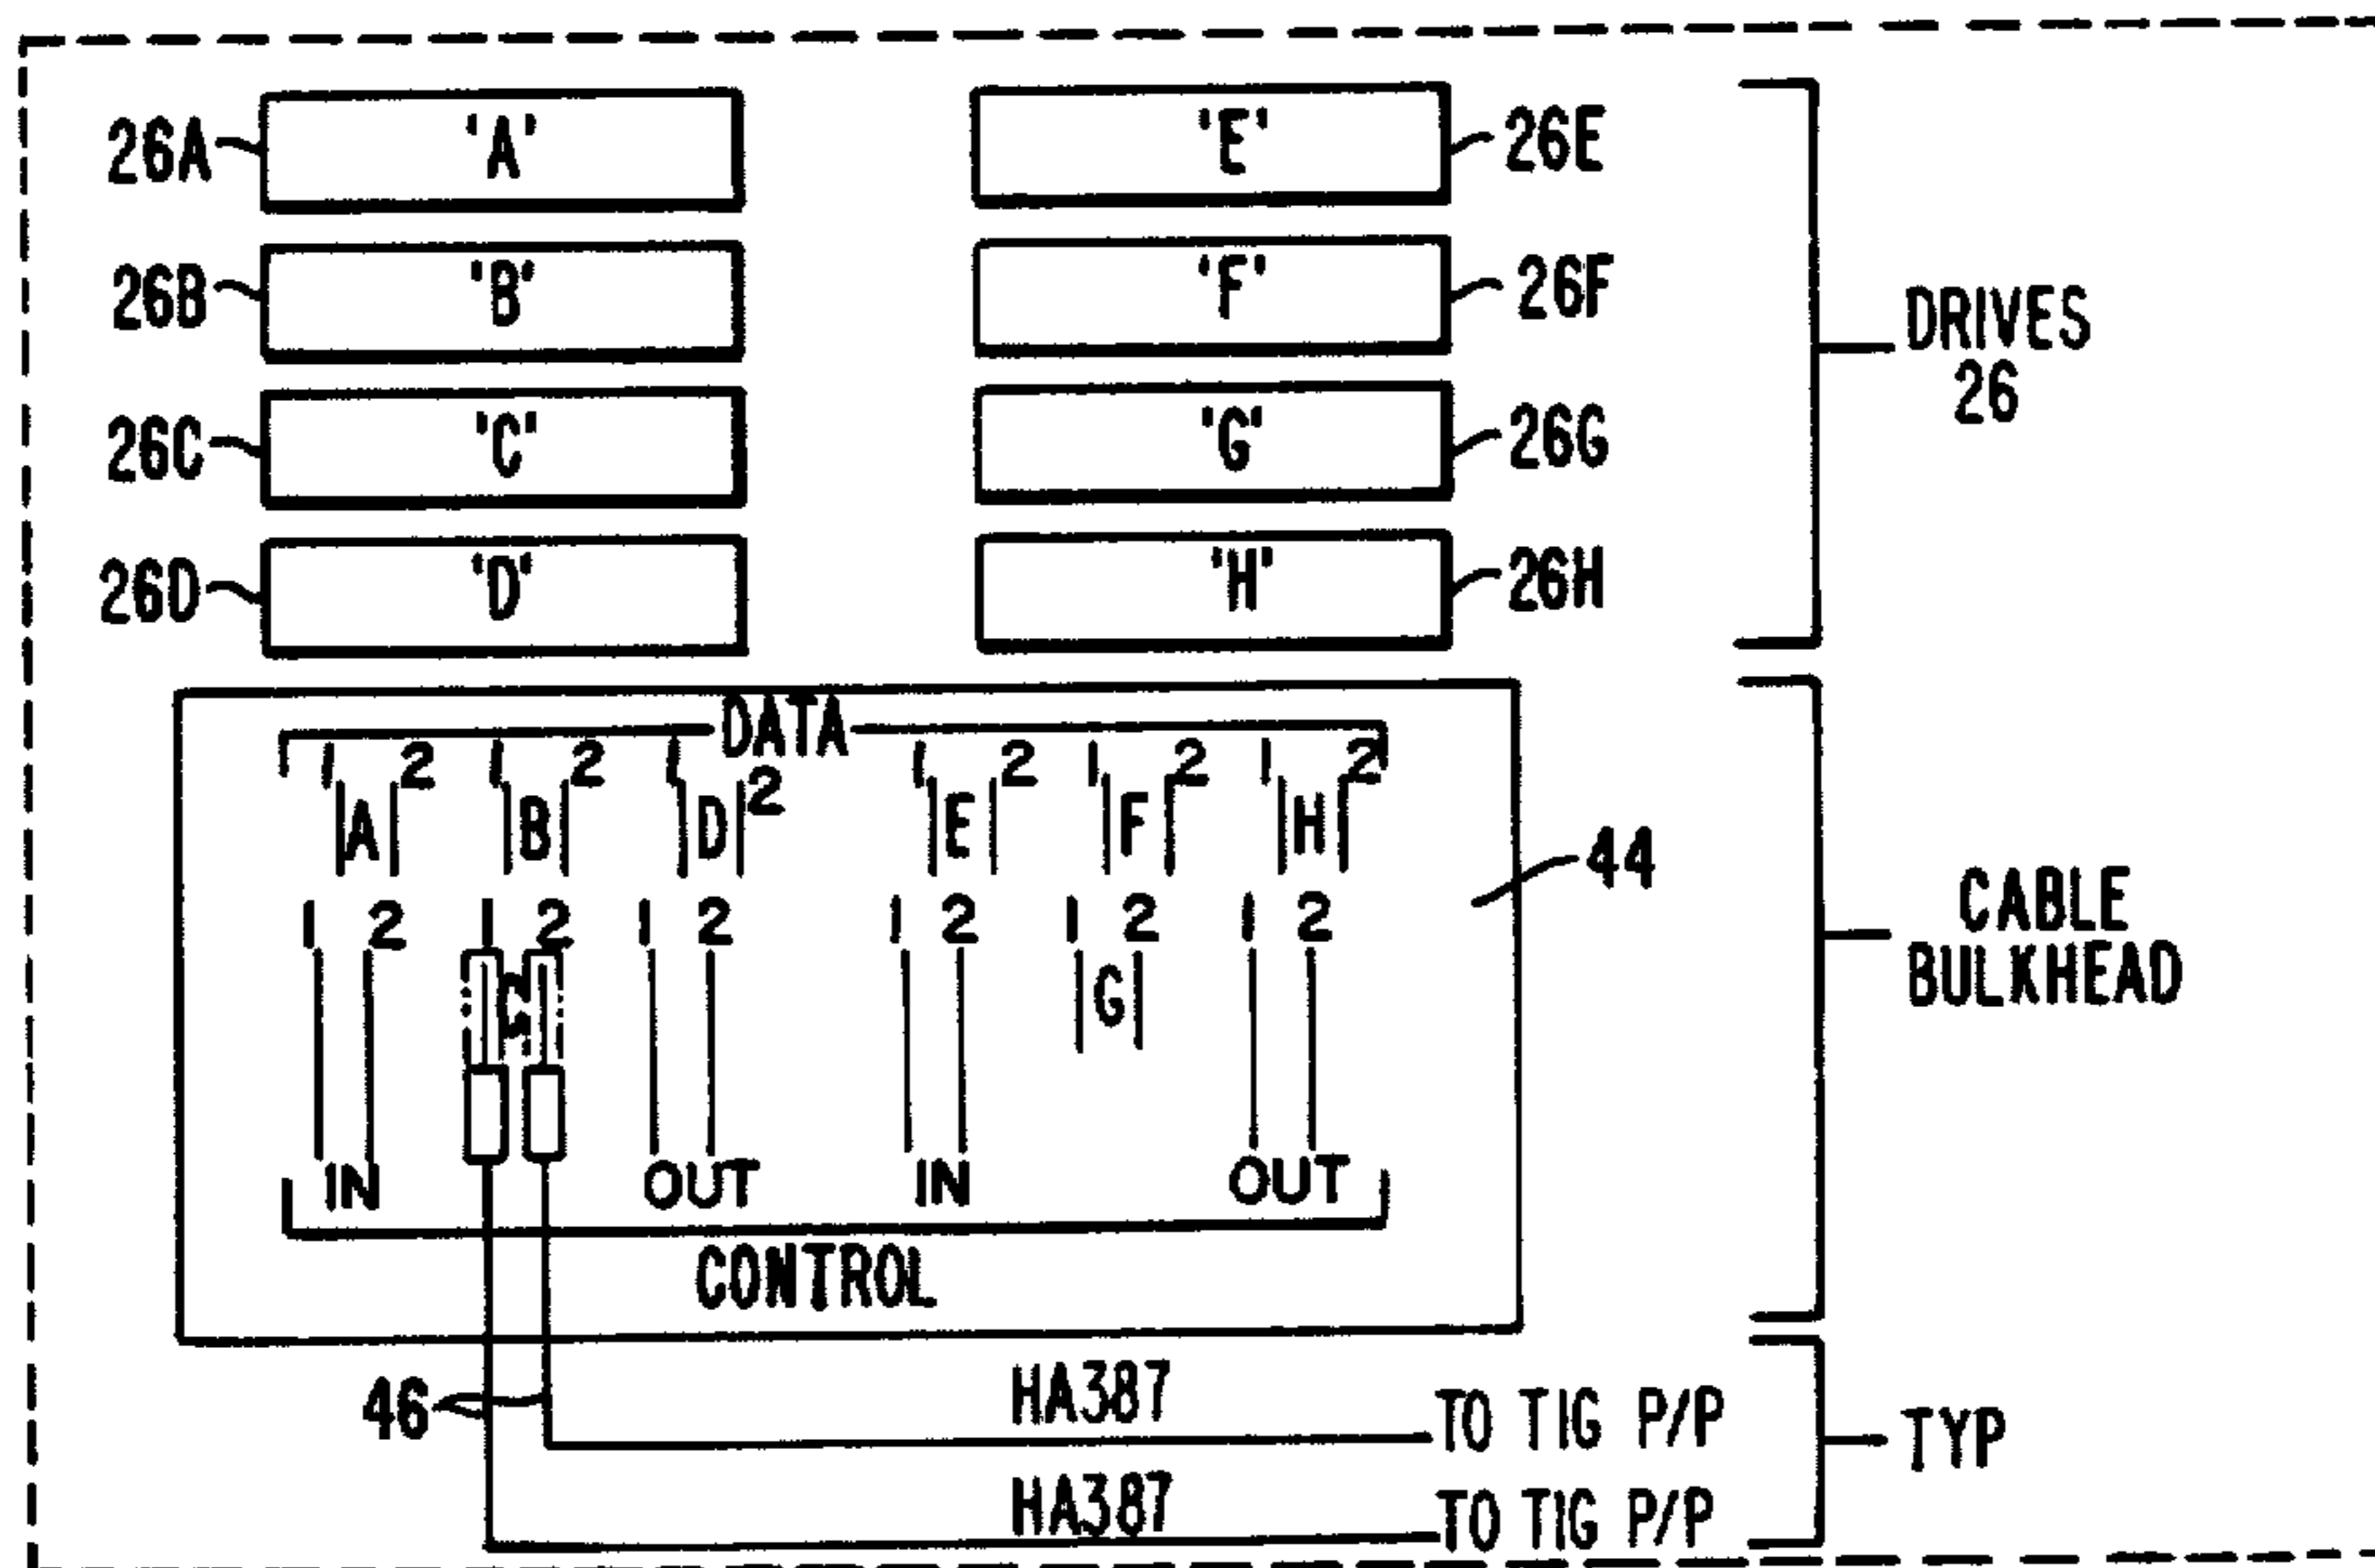 26A 'A' 'E' 26E
26B 'B' 'F' 26F
DRIVES
26
26C 'C' 'G' 26G
26D 'D' 'H' 26H
DATA
1 2 1 2 1 2 1 2 1 2 1 2
A B D E F H
44
1 2 1 2 1 2 1 2 1 2 1 2
C G
CABLE
BULKHEAD
IN OUT IN OUT
CONTROL
46
HA387
TO TIG P/P
TYP
HA387
TO TIG P/P